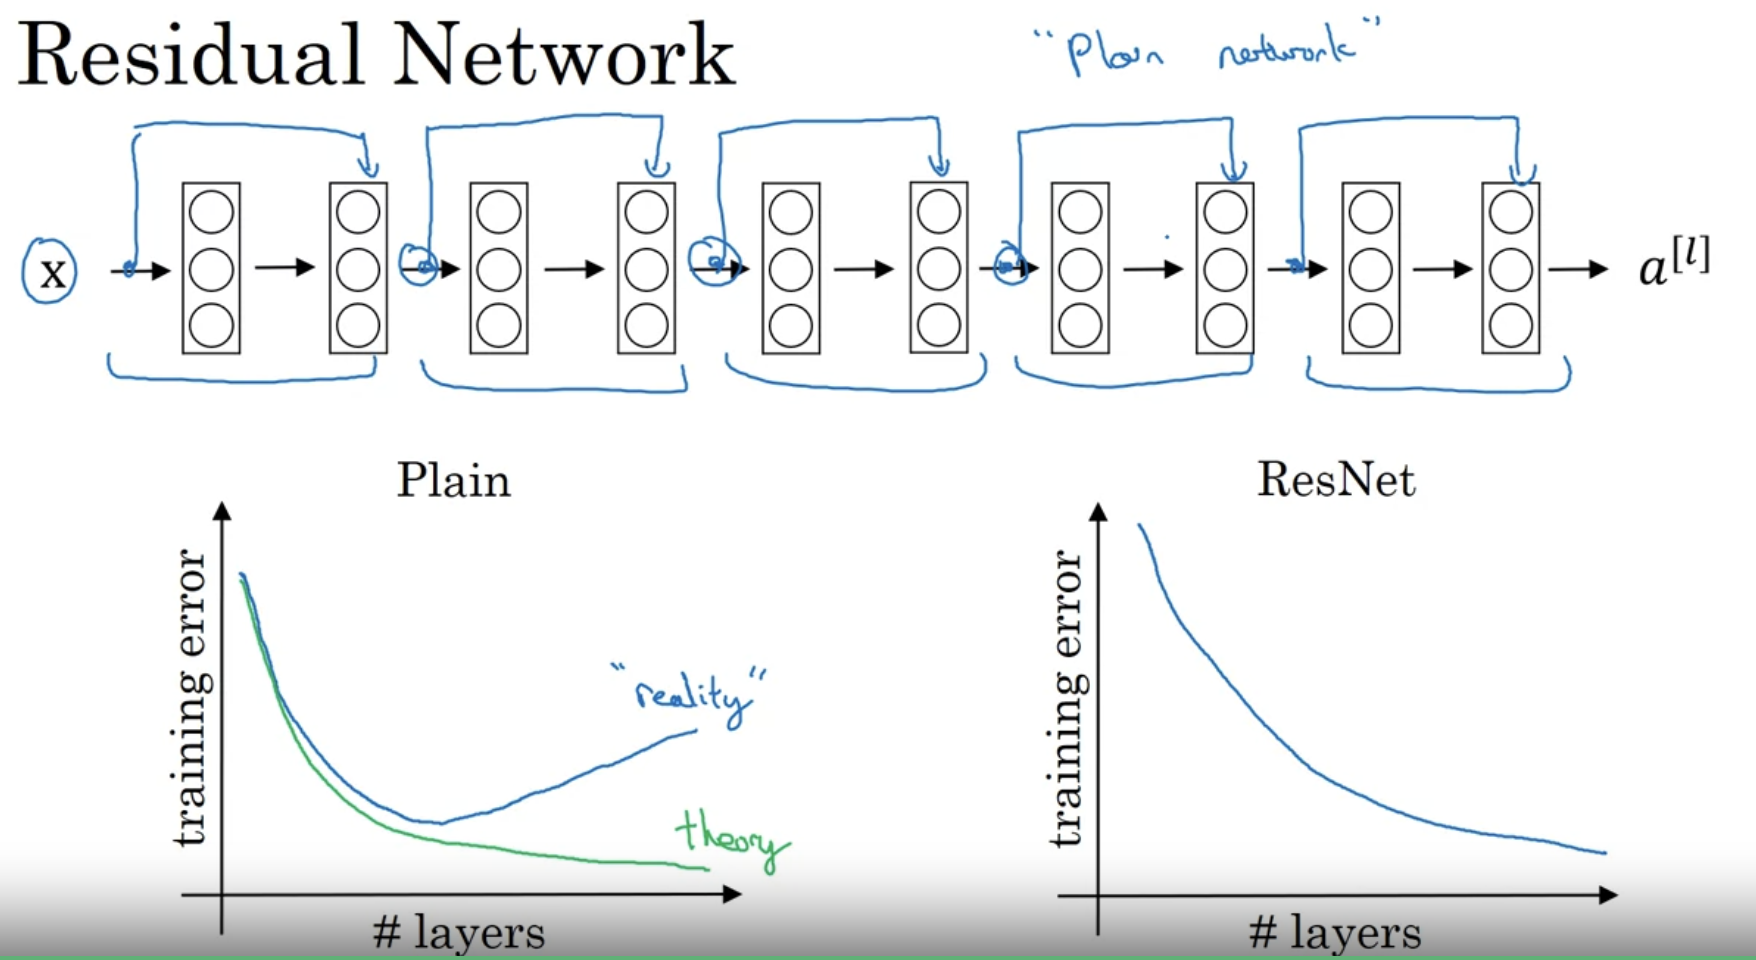 Residual Network
"Plain network"
x
a[l]
Plain
ResNet
training error
"reality"
theory
# layers
training error
# layers